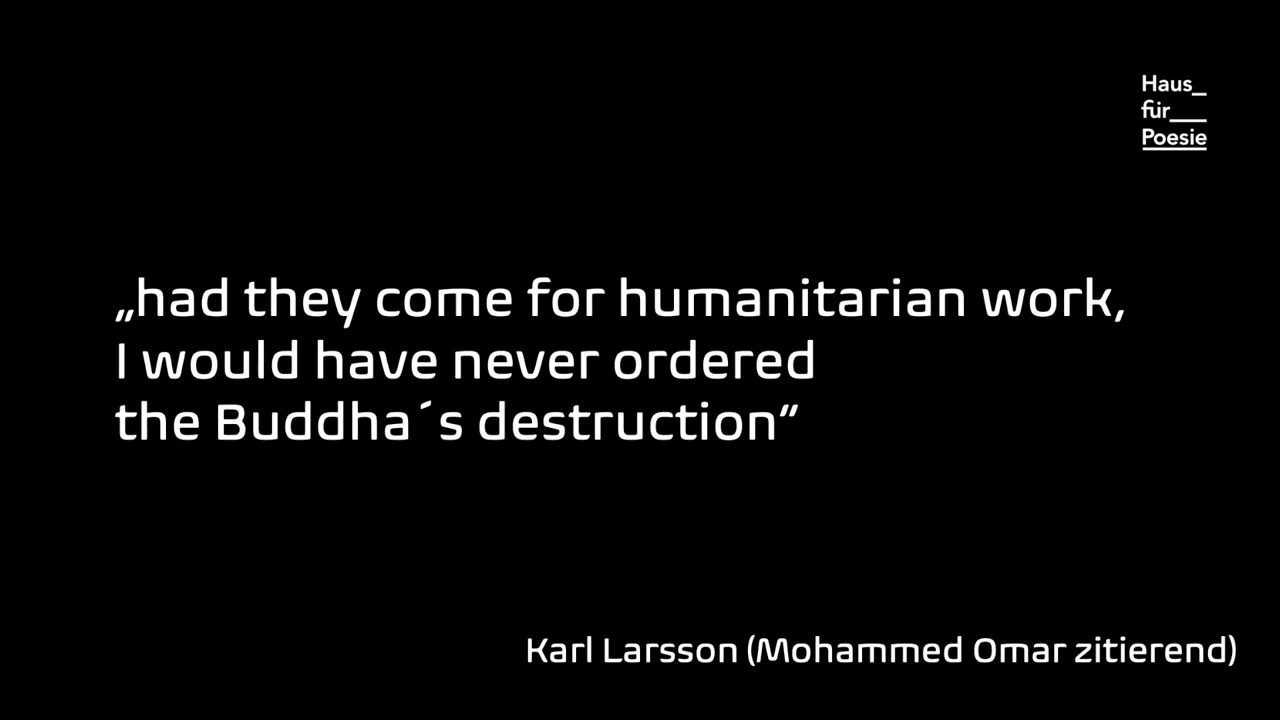 Haus_
für___
Poesie
„had they come for humanitarian work,
I would have never ordered
the Buddha´s destruction”
Karl Larsson (Mohammed Omar zitierend)